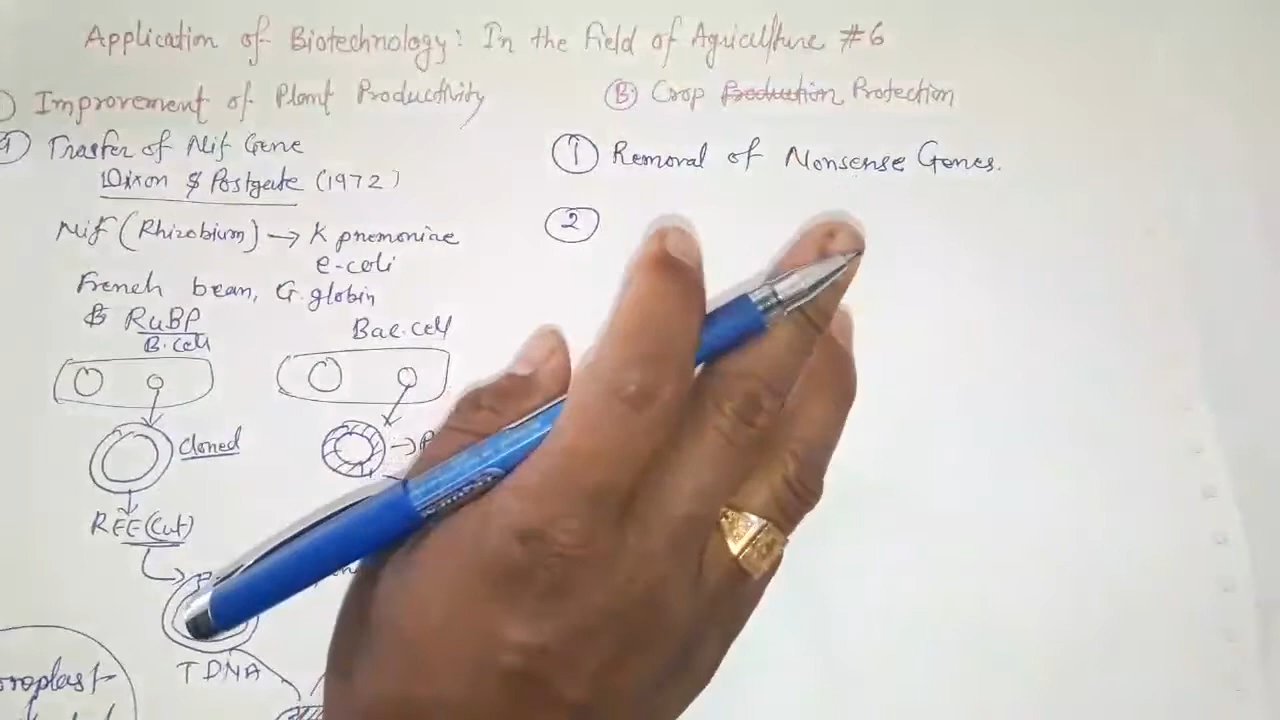 Application of Biotechnology: In the Field of Agriculture #6
Improvement of Plant Productivity
Trasfer of Nif Gene
Dixon & Postgate (1972)
Nif (Rhizobium) → K pnemoniae
e-coli
French bean, G. globin
& RuBP
B. cell
Bac. cell
Cloned
REE (Cut)
TDNA
(B) Crop Production Protection
① Removal of Nonsense Genes.
②